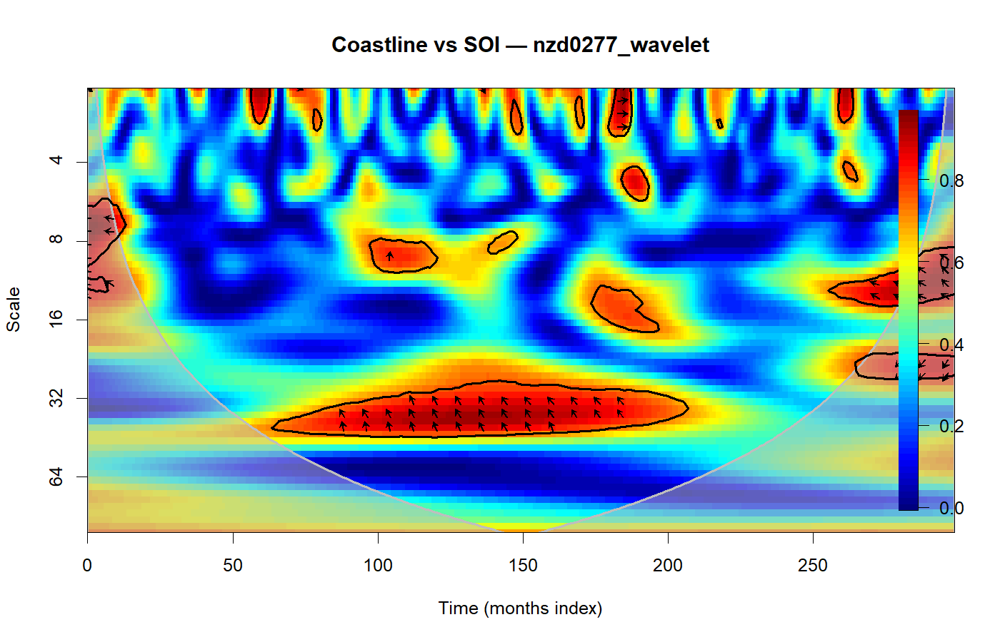 Coastline vs SOI — nzd0277_wavelet
Scale
4
8
16
32
64
0.8
0.6
0.4
0.2
0.0
0 50 100 150 200 250
Time (months index)